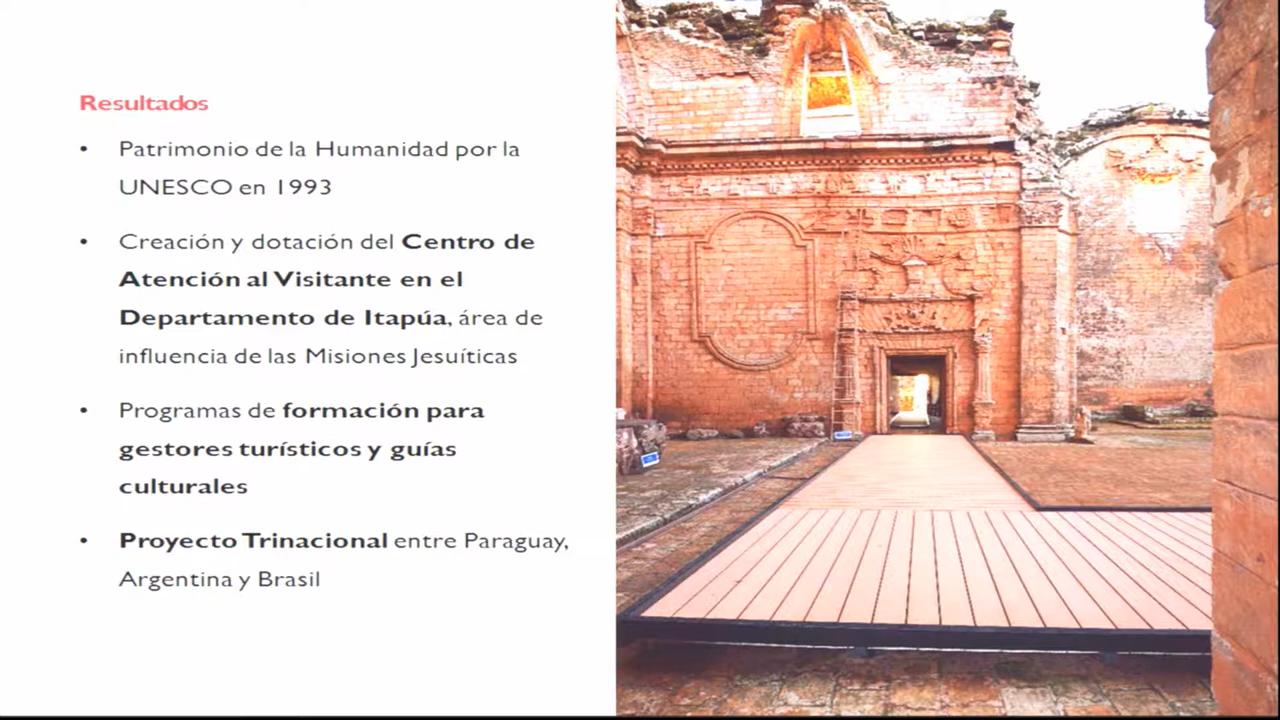 Resultados
• Patrimonio de la Humanidad por la
UNESCO en 1993
• Creación y dotación del Centro de
Atención al Visitante en el
Departamento de Itapúa, área de
influencia de las Misiones Jesuíticas
• Programas de formación para
gestores turísticos y guías
culturales
• Proyecto Trinacional entre Paraguay,
Argentina y Brasil